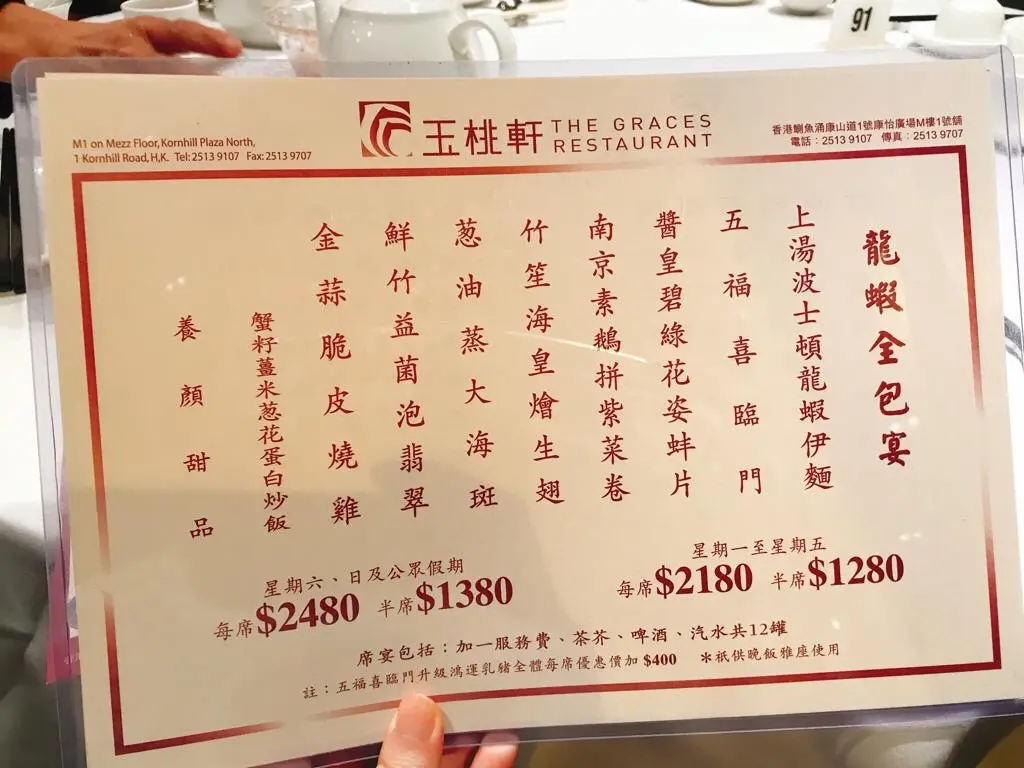 91
M1 on Mezz Floor, Kornhill Plaza North,
1 Kornhill Road, H.K. Tel: 2513 9107 Fax: 2513 9707
玉桃軒 THE GRACES
RESTAURANT
香港鰂魚涌康山道1號康怡廣場M樓1號舖
電話：2513 9107 傳真：2513 9707
龍蝦全包宴
上湯波士頓龍蝦伊麵
五福喜臨門
醬皇碧綠花姿蚌片
南京素鵝拼紫菜卷
竹笙海皇燴生翅
葱油蒸大海斑
鮮竹益菌泡翡翠
金蒜脆皮燒雞
蟹籽薑米葱花蛋白炒飯
養顏甜品
星期一至星期五
每席$2180 半席$1280
星期六、日及公眾假期
每席$2480 半席$1380
席宴包括：加一服務費、茶芥、啤酒、汽水共12罐
註：五福喜臨門升級鴻運乳豬全體每席優惠價加 $400 ＊祇供晚飯雅座使用